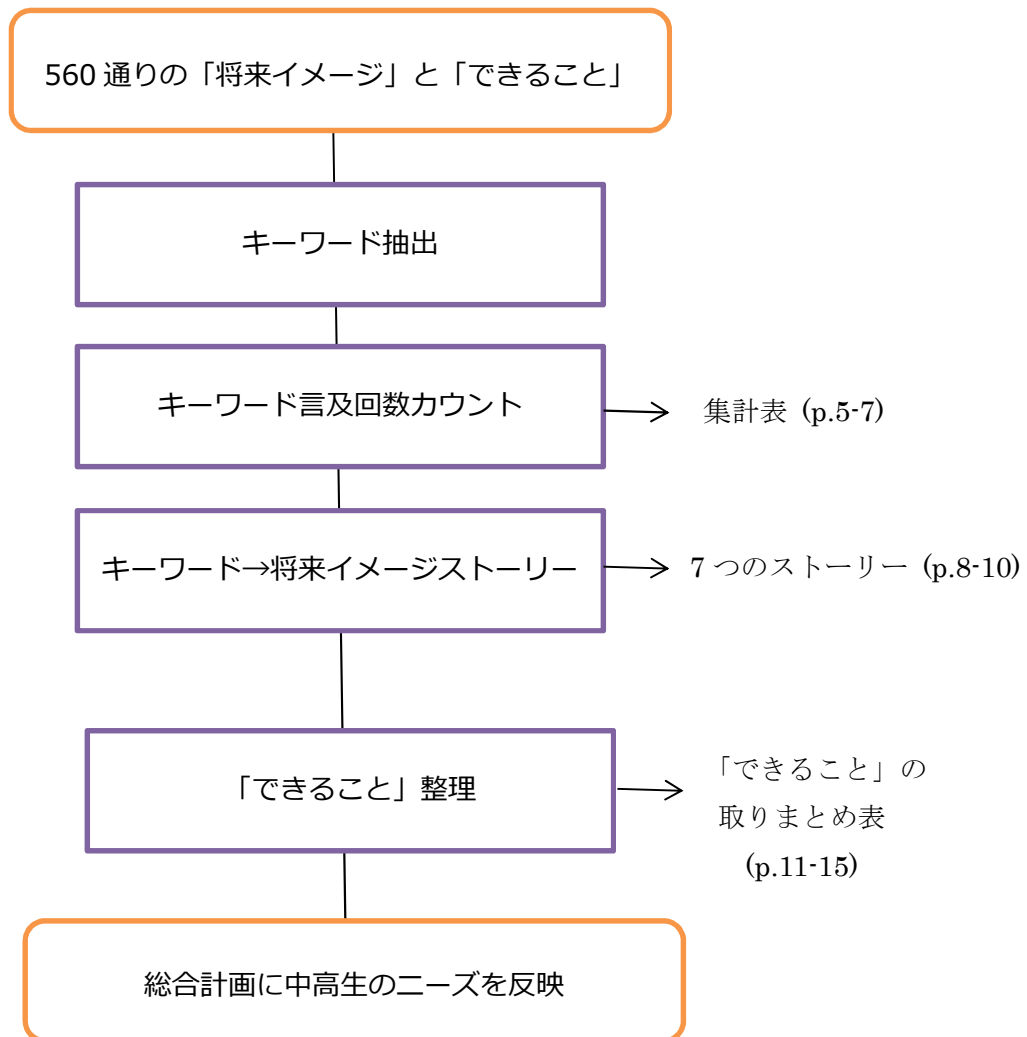 560 通りの「将来イメージ」と「できること」
キーワード抽出
キーワード言及回数カウント
集計表 (p.5-7)
キーワード→将来イメージストーリー
7 つのストーリー (p.8-10)
「できること」整理
「できること」の
取りまとめ表
(p.11-15)
総合計画に中高生のニーズを反映